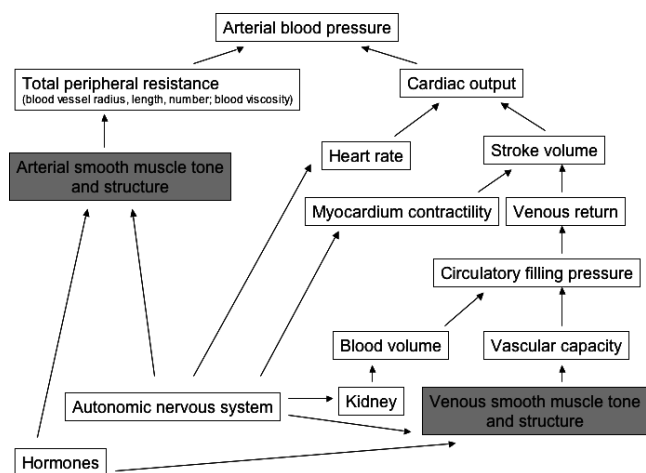 Arterial blood pressure
Total peripheral resistance
(blood vessel radius, length, number; blood viscosity)
Cardiac output
Arterial smooth muscle tone
and structure
Heart rate
Stroke volume
Myocardium contractility
Venous return
Circulatory filling pressure
Blood volume
Vascular capacity
Autonomic nervous system
Kidney
Venous smooth muscle tone
and structure
Hormones